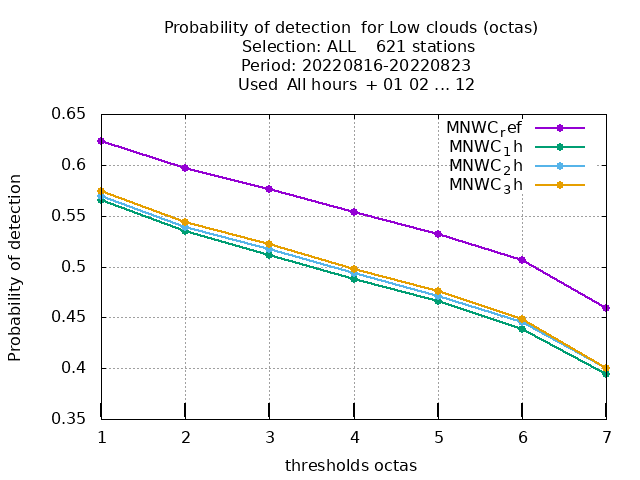 Probability of detection  for Low clouds (octas)
Selection: ALL    621 stations
Period: 20220816-20220823
Used  All hours  + 01 02 ... 12
0.65
0.6
0.55
0.5
0.45
0.4
0.35
Probability of detection
MNWCref
MNWC1h
MNWC2h
MNWC3h
1 2 3 4 5 6 7
thresholds octas